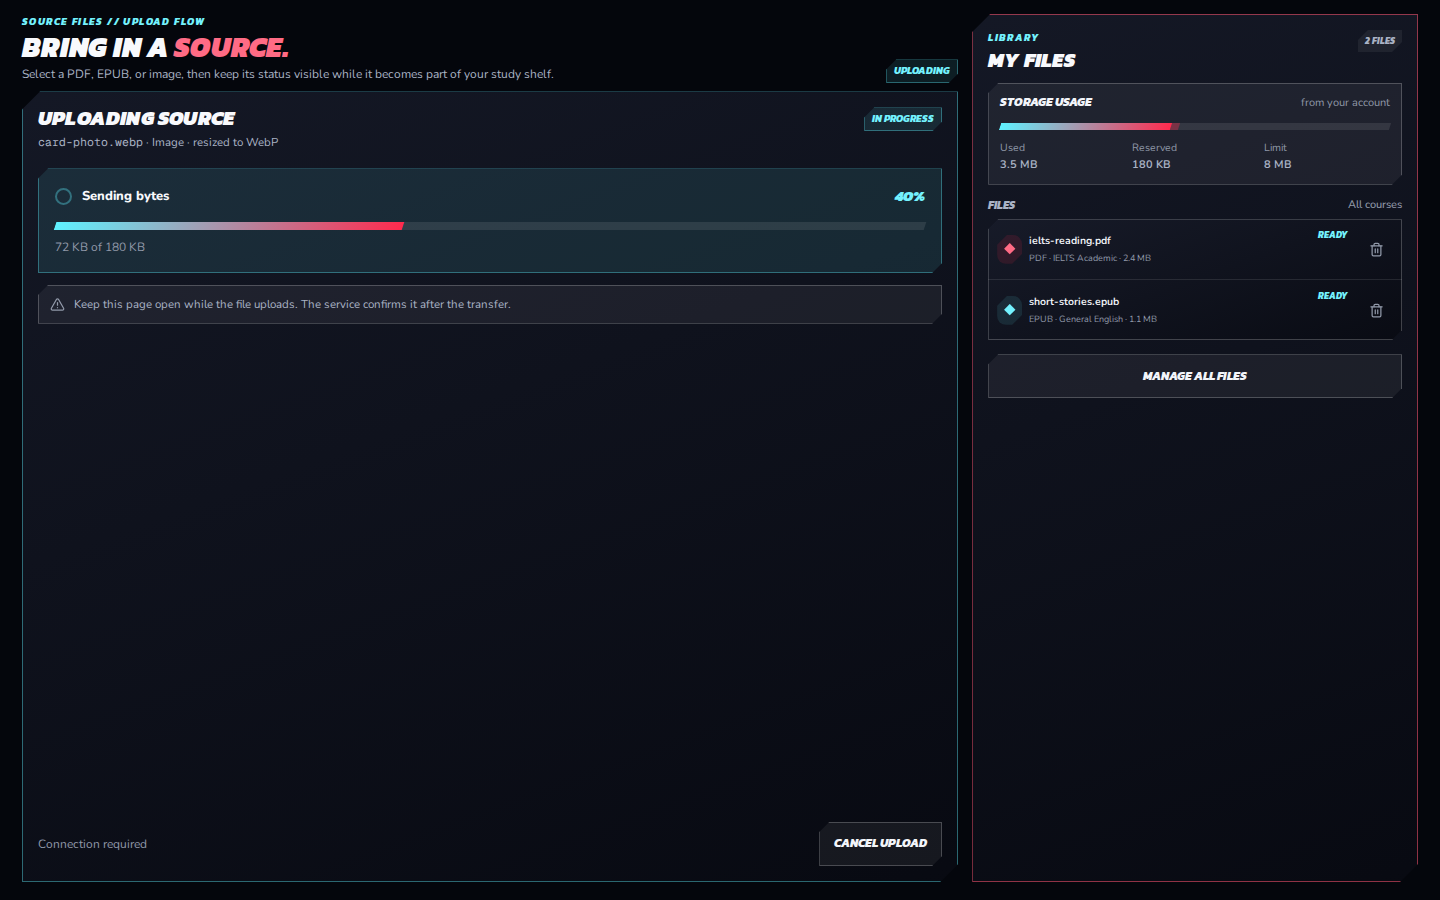 SOURCE FILES // UPLOAD FLOW
BRING IN A SOURCE.
Select a PDF, EPUB, or image, then keep its status visible while it becomes part of your study shelf.
UPLOADING
UPLOADING SOURCE
IN PROGRESS
card-photo.webp · Image · resized to WebP
Sending bytes
40%
72 KB of 180 KB
Keep this page open while the file uploads. The service confirms it after the transfer.
Connection required
CANCEL UPLOAD
LIBRARY
2 FILES
MY FILES
STORAGE USAGE
from your account
Used Reserved Limit
3.5 MB 180 KB 8 MB
FILES
All courses
ielts-reading.pdf
READY
PDF · IELTS Academic · 2.4 MB
short-stories.epub
READY
EPUB · General English · 1.1 MB
MANAGE ALL FILES